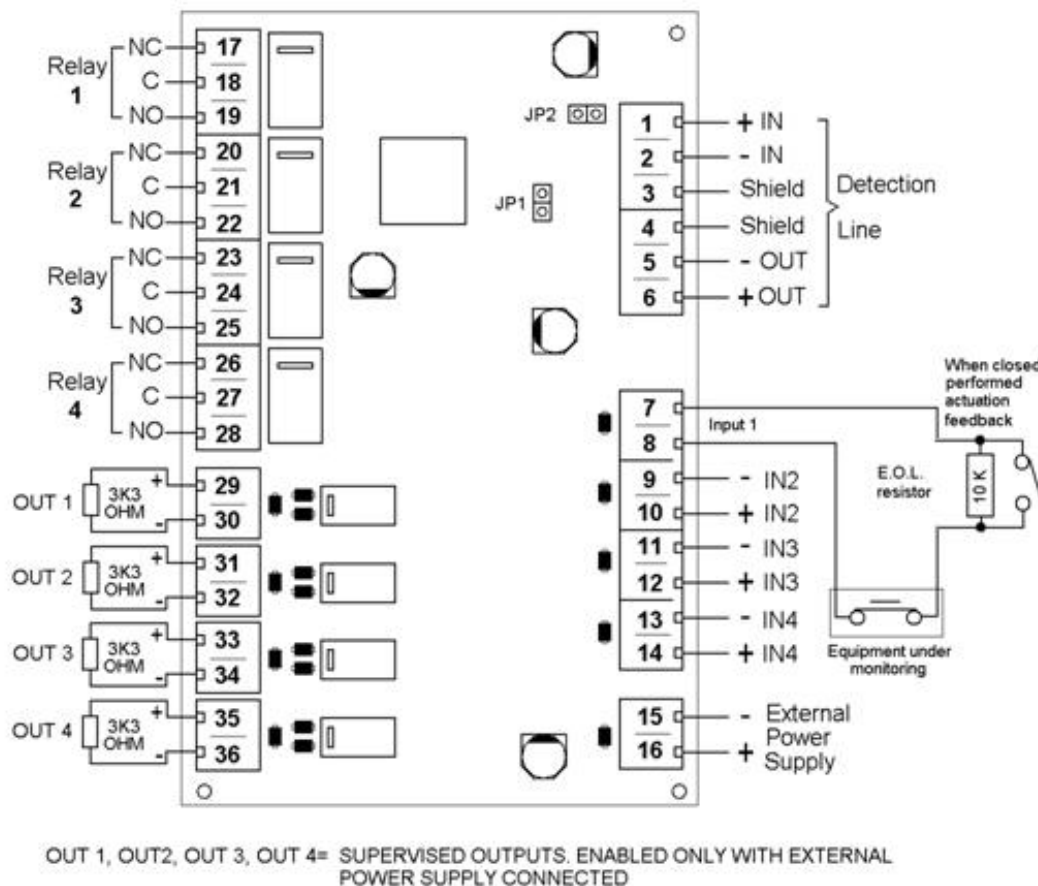 Relay 1
NC 17
C 18
NO 19
Relay 2
NC 20
C 21
NO 22
Relay 3
NC 23
C 24
NO 25
Relay 4
NC 26
C 27
NO 28
OUT 1
3K3 OHM
+ 29
- 30
OUT 2
3K3 OHM
+ 31
- 32
OUT 3
3K3 OHM
+ 33
- 34
OUT 4
3K3 OHM
+ 35
- 36
JP2
JP1
1 + IN
2 - IN
3 Shield
4 Shield
5 - OUT
6 + OUT
Detection
Line
7
8
Input 1
When closed
performed
actuation
feedback
E.O.L.
resistor
10 K
9 - IN2
10 + IN2
11 - IN3
12 + IN3
13 - IN4
14 + IN4
Equipment under
monitoring
15 - External
Power
16 + Supply
OUT 1, OUT2, OUT 3, OUT 4= SUPERVISED OUTPUTS. ENABLED ONLY WITH EXTERNAL
POWER SUPPLY CONNECTED